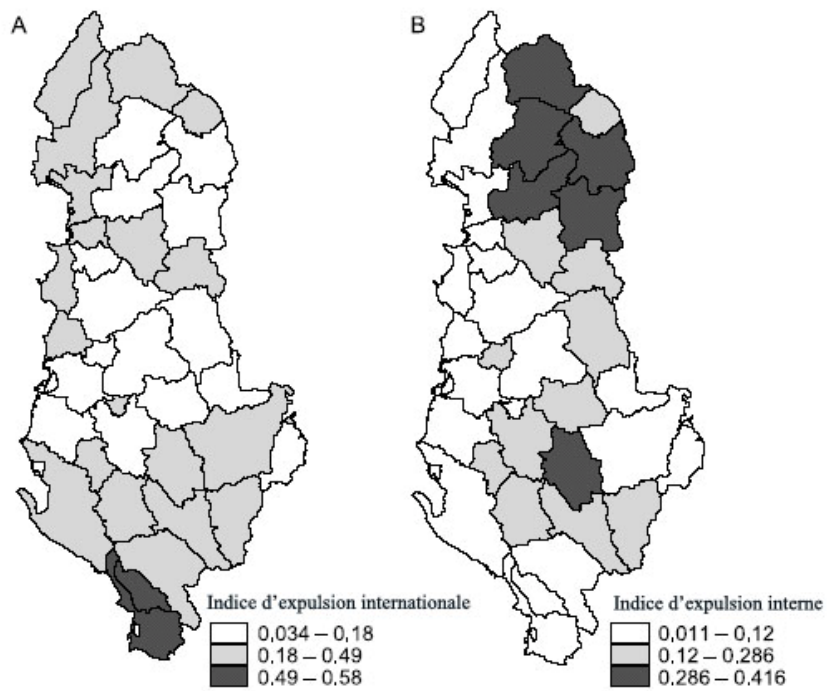 A
B
Indice d'expulsion internationale
0,034 – 0,18
0,18 – 0,49
0,49 – 0,58
Indice d'expulsion interne
0,011 – 0,12
0,12 – 0,286
0,286 – 0,416